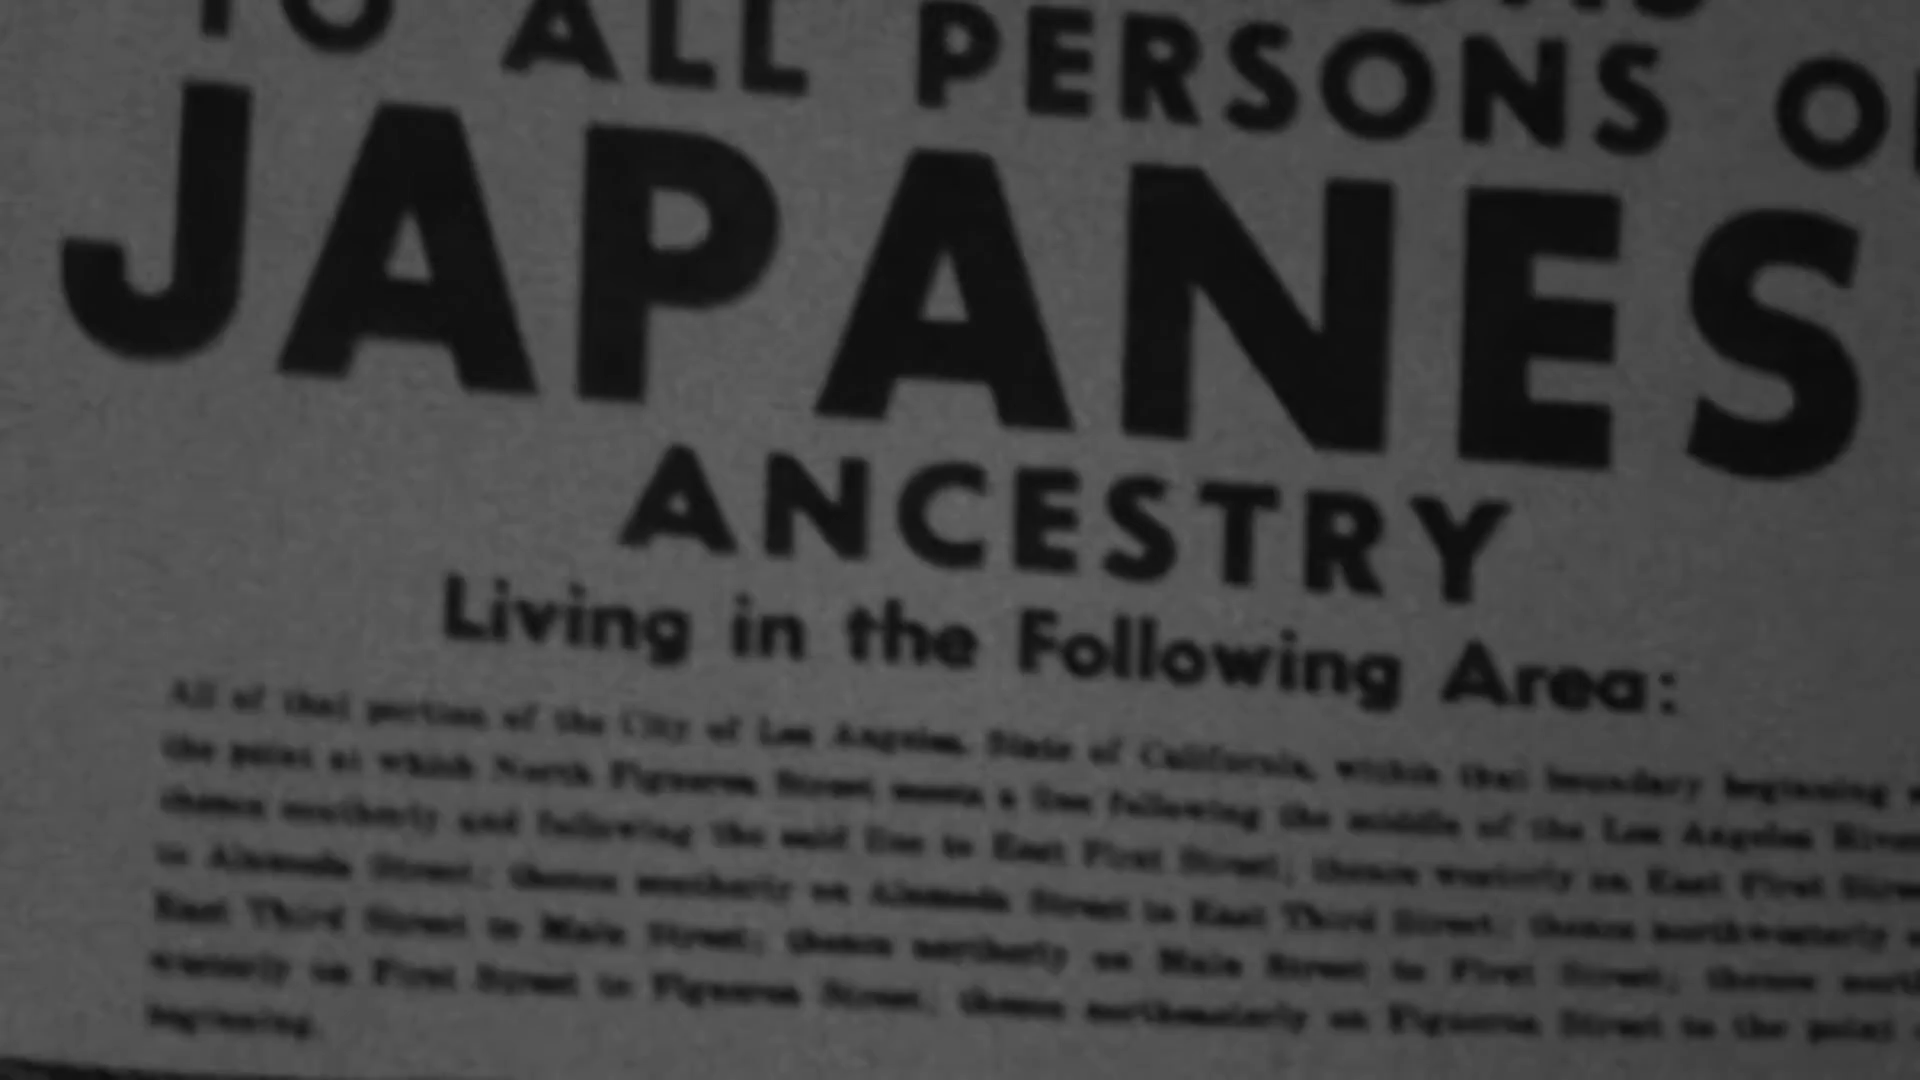 TO ALL PERSONS O
JAPANES
ANCESTRY
Living in the Following Area:
All of that portion of the City of Los Angeles, State of California, within that boundary beginning
the point at which North Figueroa Street meets a line following the middle of the Los Angeles River
thence southerly and following the said line to East First Street; thence westerly on East First Stree
to Alameda Street; thence southerly on Alameda Street to East Third Street; thence northwesterly
East Third Street to Main Street; thence northerly on Main Street to First Street; thence north
westerly on First Street to Figueroa Street; thence northeasterly on Figueroa Street to the point
beginning.